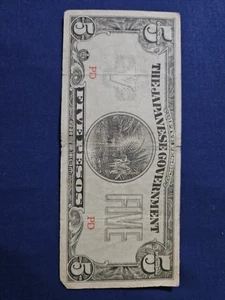 5 THE JAPANESE GOVERNMENT 5
PD
PD
FIVE
5 FIVE PESOS 5